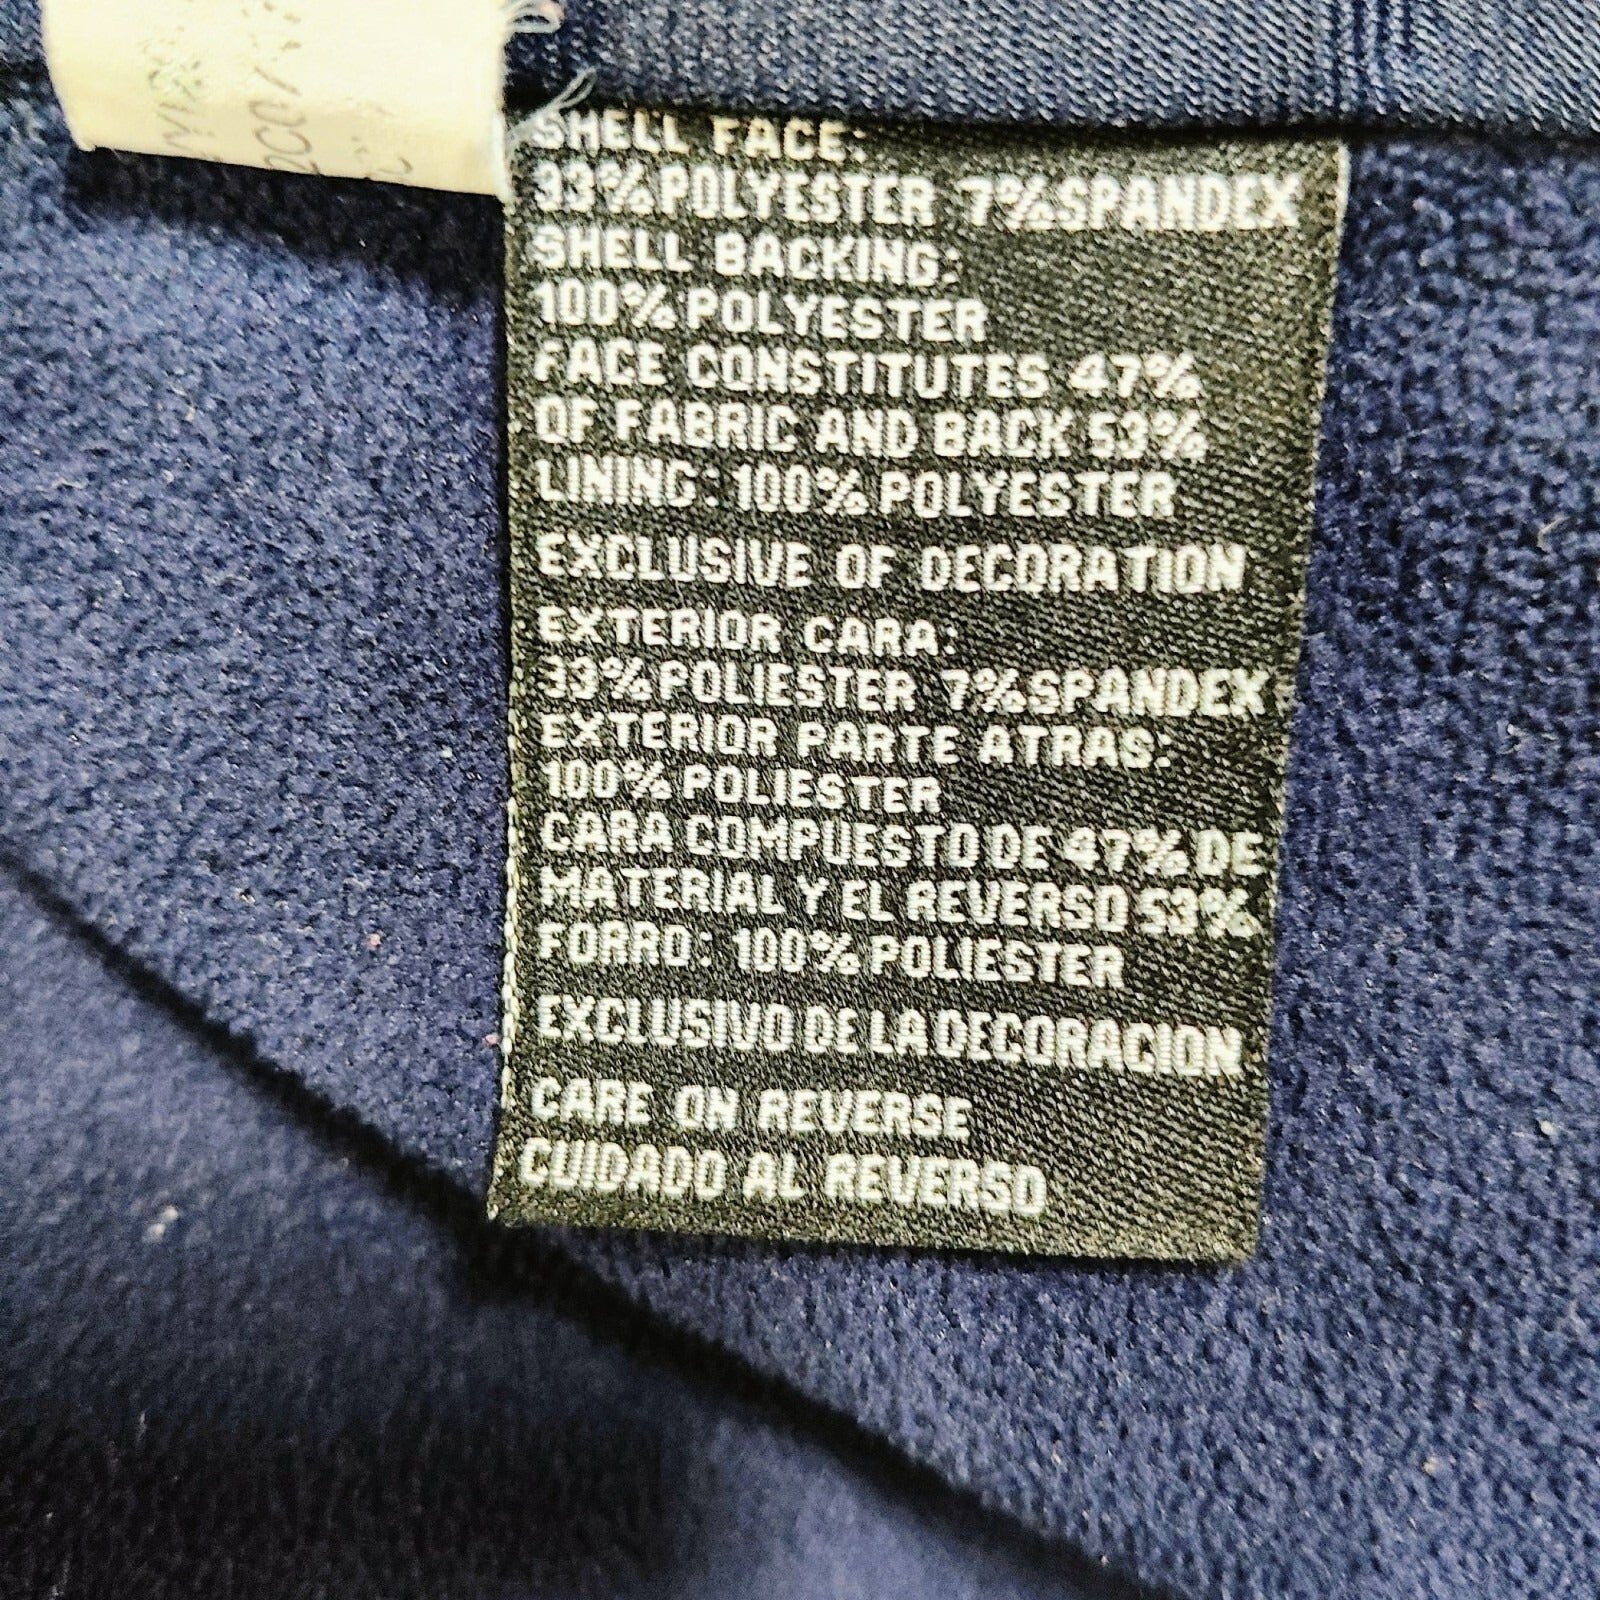 SHELL FACE:
93%POLYESTER 7%SPANDEX
SHELL BACKING:
100%POLYESTER
FACE CONSTITUTES 47%
OF FABRIC AND BACK 53%
LINING: 100%POLYESTER
EXCLUSIVE OF DECORATION
EXTERIOR CARA:
93%POLIESTER 7%SPANDEX
EXTERIOR PARTE ATRAS:
100%POLIESTER
CARA COMPUESTO DE 47% DE
MATERIAL Y EL REVERSO 53%
FORRO: 100%POLIESTER
EXCLUSIVO DE LA DECORACION
CARE ON REVERSE
CUIDADO AL REVERSO